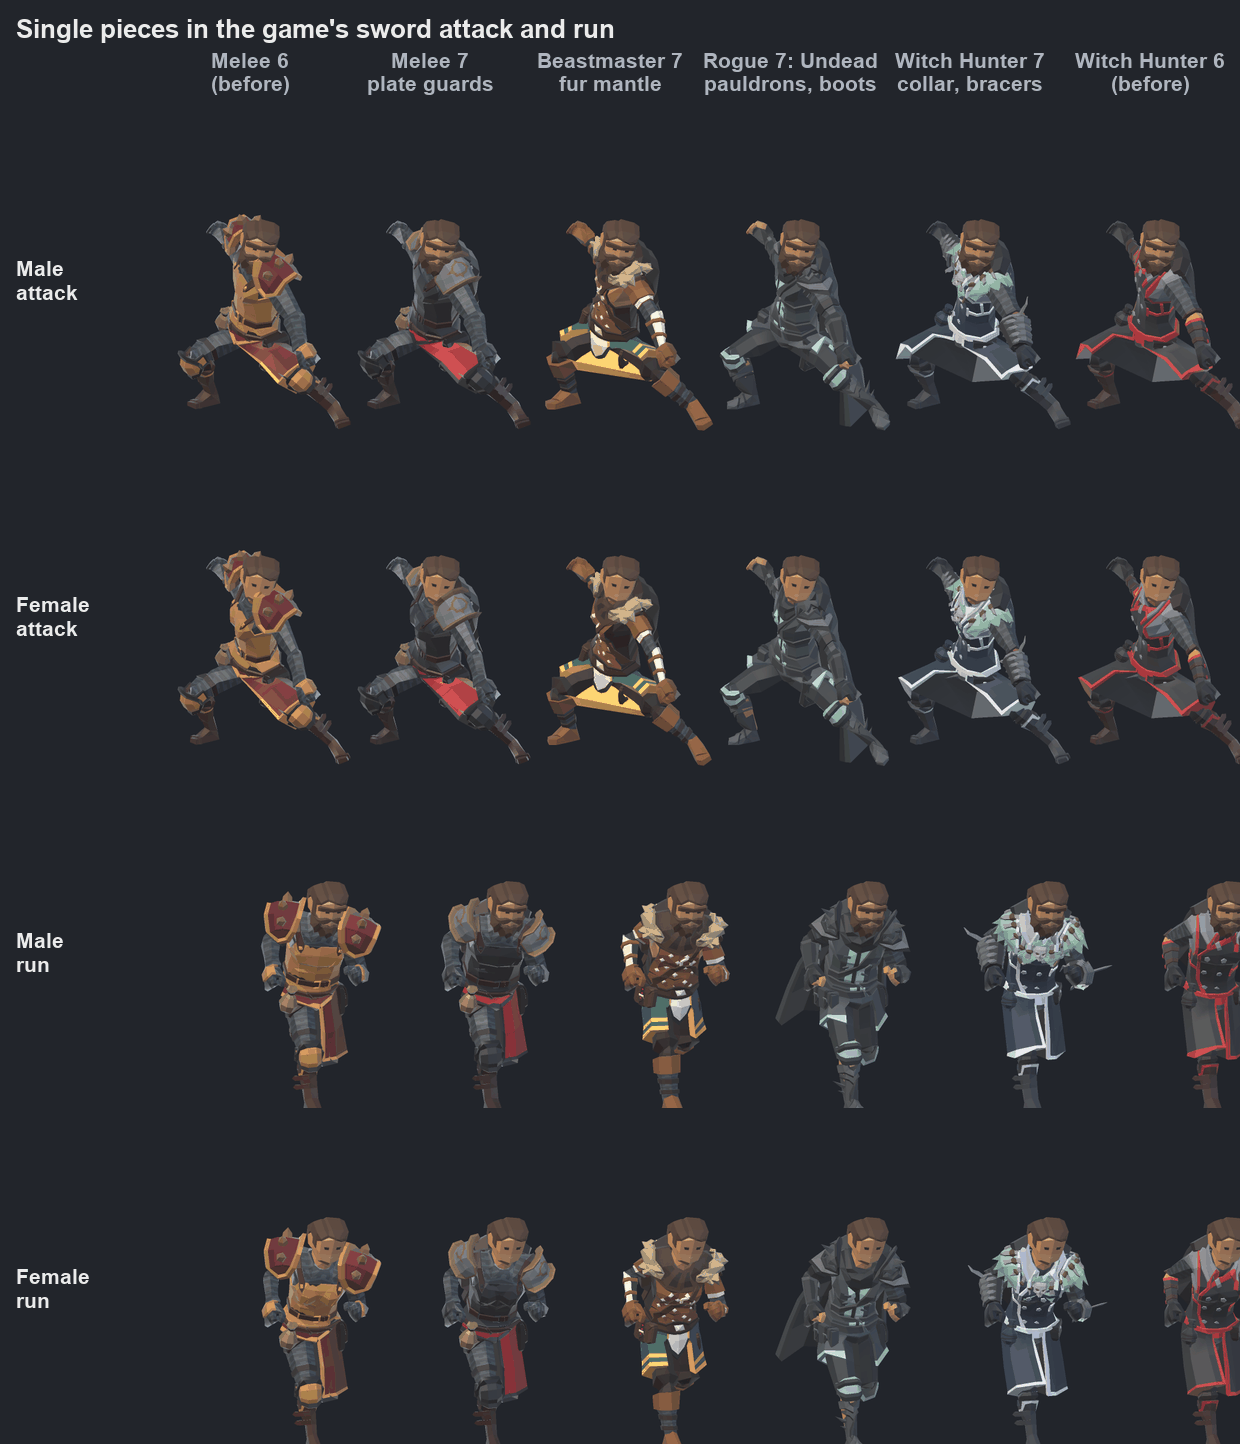 Single pieces in the game's sword attack and run
Melee 6
(before)
Melee 7
plate guards
Beastmaster 7
fur mantle
Rogue 7: Undead
pauldrons, boots
Witch Hunter 7
collar, bracers
Witch Hunter 6
(before)
Male
attack
Female
attack
Male
run
Female
run